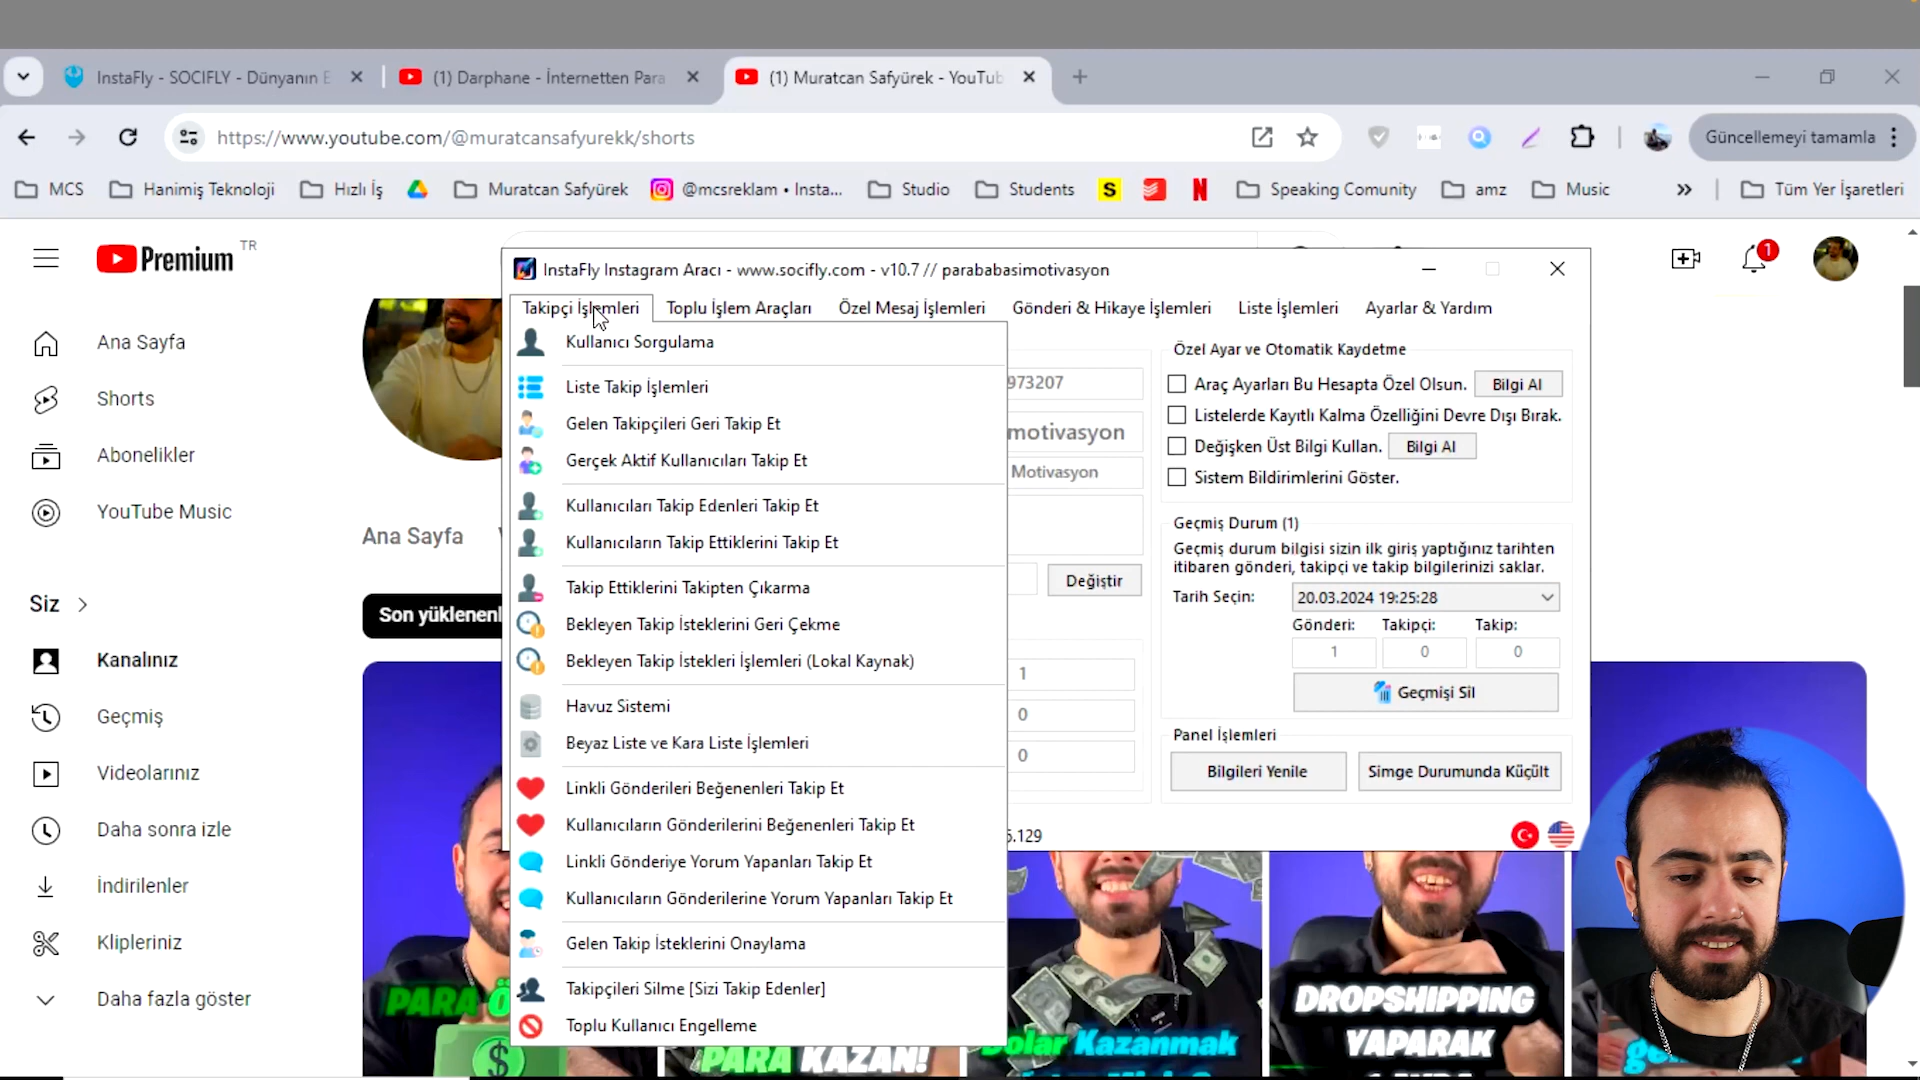 InstaFly - SOCIFLY - Dünyanın E
(1) Darphane - İnternetten Para
(1) Muratcan Safyürek - YouTub
https://www.youtube.com/@muratcansafyurekk/shorts
Güncellemeyi tamamla
MCS
Hanimiş Teknoloji
Hızlı İş
Muratcan Safyürek
@mcsreklam • Insta...
Studio
Students
S
N
Speaking Comunity
amz
Music
Tüm Yer İşaretleri
Premium
TR
1
Ana Sayfa
Shorts
Abonelikler
YouTube Music
Siz
Kanalınız
Geçmiş
Videolarınız
Daha sonra izle
İndirilenler
Klipleriniz
Daha fazla göster
Ana Sayfa
Son yüklenenl
InstaFly Instagram Aracı - www.socifly.com - v10.7 // parababasimotivasyon
Takipçi İşlemleri
Toplu İşlem Araçları
Özel Mesaj İşlemleri
Gönderi & Hikaye İşlemleri
Liste İşlemleri
Ayarlar & Yardım
Kullanıcı Sorgulama
Liste Takip İşlemleri
Gelen Takipçileri Geri Takip Et
Gerçek Aktif Kullanıcıları Takip Et
Kullanıcıları Takip Edenleri Takip Et
Kullanıcıların Takip Ettiklerini Takip Et
Takip Ettiklerini Takipten Çıkarma
Bekleyen Takip İsteklerini Geri Çekme
Bekleyen Takip İstekleri İşlemleri (Lokal Kaynak)
Havuz Sistemi
Beyaz Liste ve Kara Liste İşlemleri
Linkli Gönderileri Beğenenleri Takip Et
Kullanıcıların Gönderilerini Beğenenleri Takip Et
Linkli Gönderiye Yorum Yapanları Takip Et
Kullanıcıların Gönderilerine Yorum Yapanları Takip Et
Gelen Takip İsteklerini Onaylama
Takipçileri Silme [Sizi Takip Edenler]
Toplu Kullanıcı Engelleme
973207
motivasyon
Motivasyon
Değiştir
1
0
0
6.129
Özel Ayar ve Otomatik Kaydetme
Araç Ayarları Bu Hesapta Özel Olsun.
Bilgi Al
Listelerde Kayıtlı Kalma Özelliğini Devre Dışı Bırak.
Değişken Üst Bilgi Kullan.
Bilgi Al
Sistem Bildirimlerini Göster.
Geçmiş Durum (1)
Geçmiş durum bilgisi sizin ilk giriş yaptığınız tarihten
itibaren gönderi, takipçi ve takip bilgilerinizi saklar.
Tarih Seçin:
20.03.2024 19:25:28
Gönderi:
Takipçi:
Takip:
1
0
0
Geçmişi Sil
Panel İşlemleri
Bilgileri Yenile
Simge Durumunda Küçült
PARA
$
PARA KAZAN!
Dolar Kazanmak
DROPSHIPPING
YAPARAK